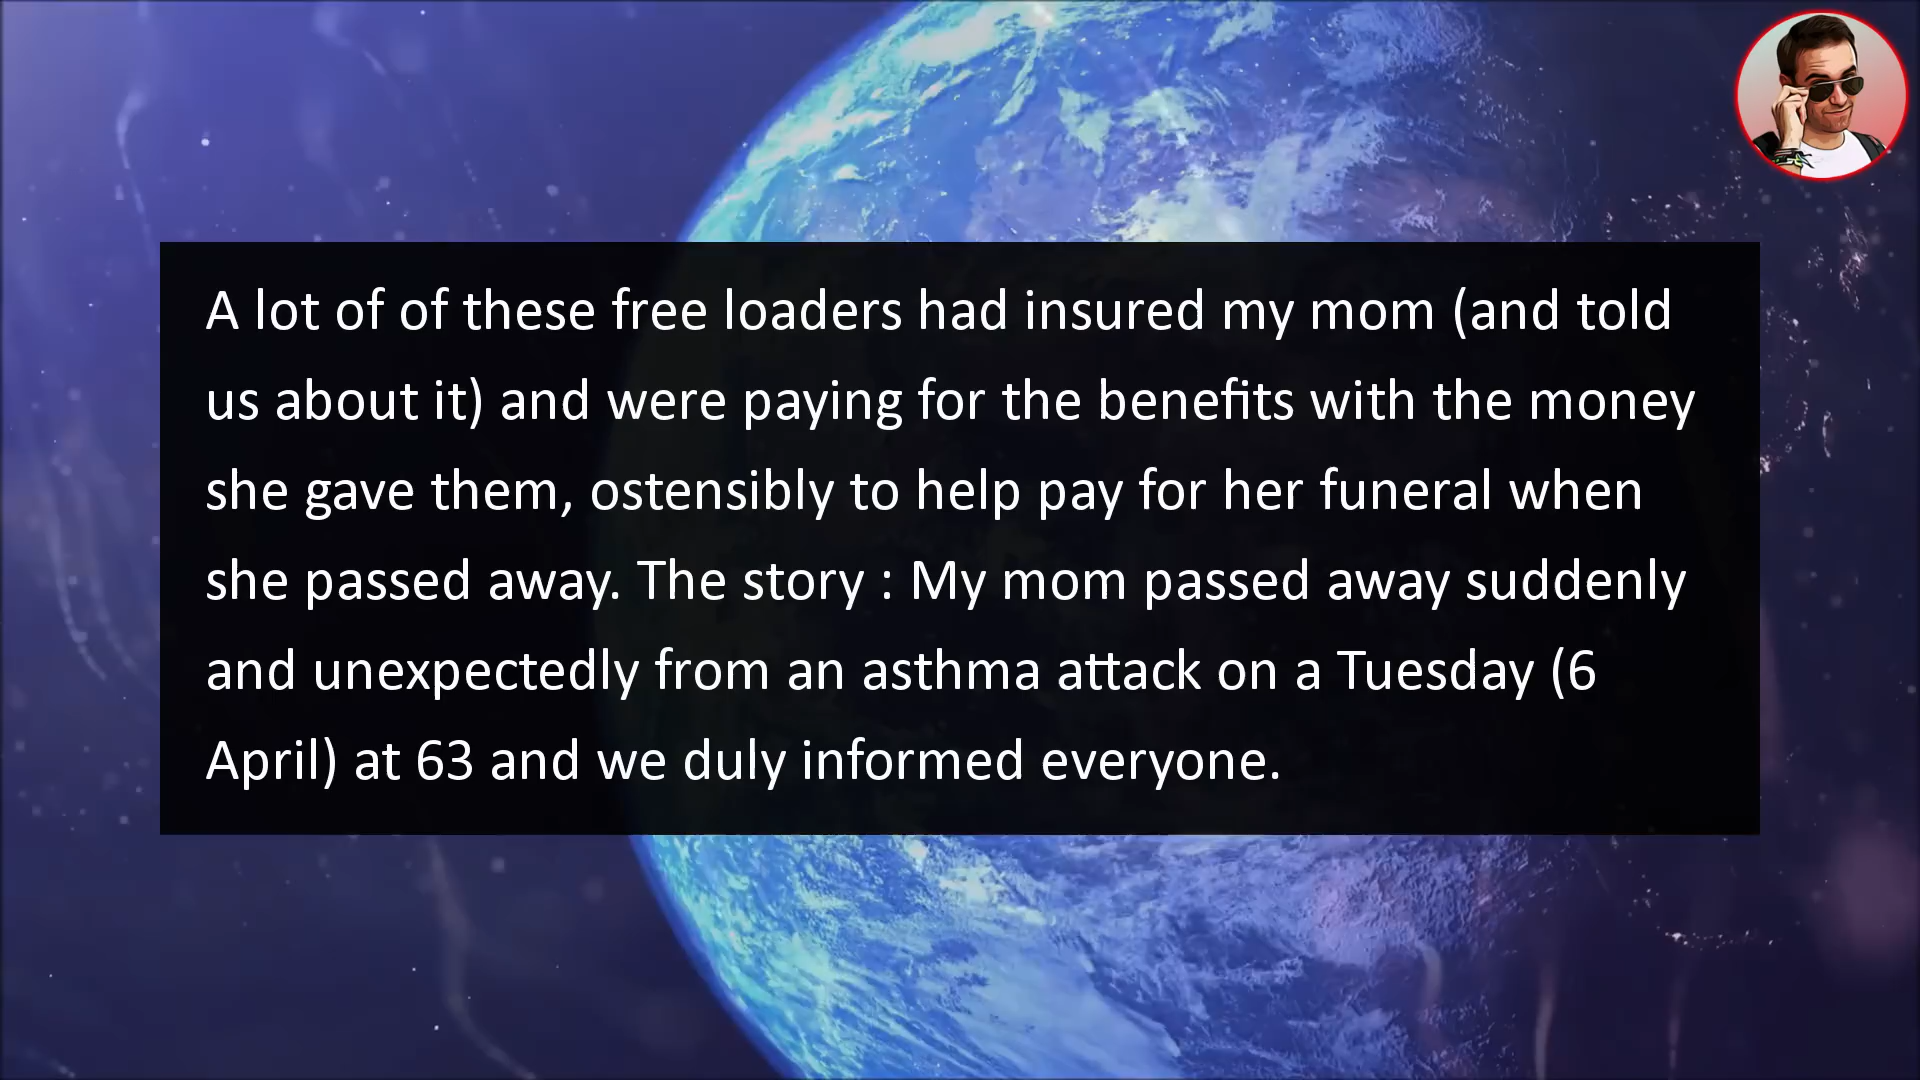 A lot of of these free loaders had insured my mom (and told
us about it) and were paying for the benefits with the money
she gave them, ostensibly to help pay for her funeral when
she passed away. The story : My mom passed away suddenly
and unexpectedly from an asthma attack on a Tuesday (6
April) at 63 and we duly informed everyone.